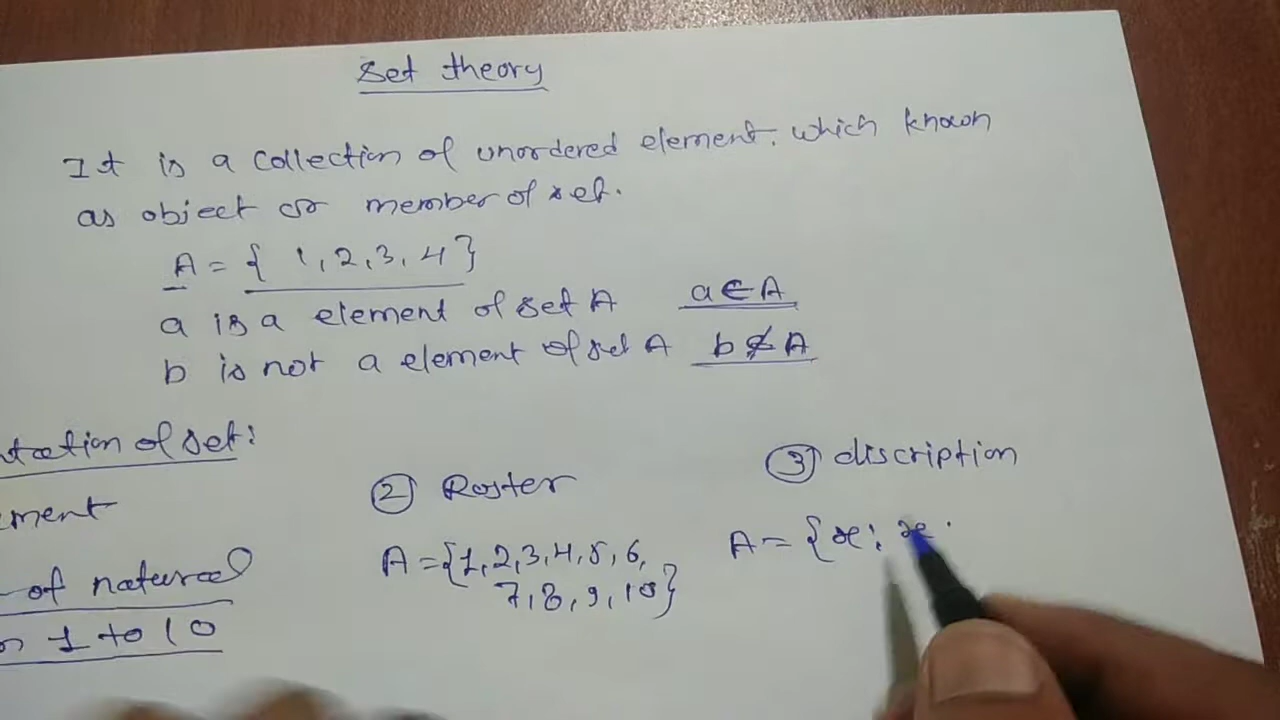 Set theory
It is a collection of unordered element. which known
as object or member of set.
A = { 1, 2, 3, 4 }
a is a element of set A a ∈ A
b is not a element of set A b ∉ A
tation of set:
ment
② Roster
③ discription
of natural
1 to 10
A = {1, 2, 3, 4, 5, 6,
7, 8, 9, 10}
A = {x : x